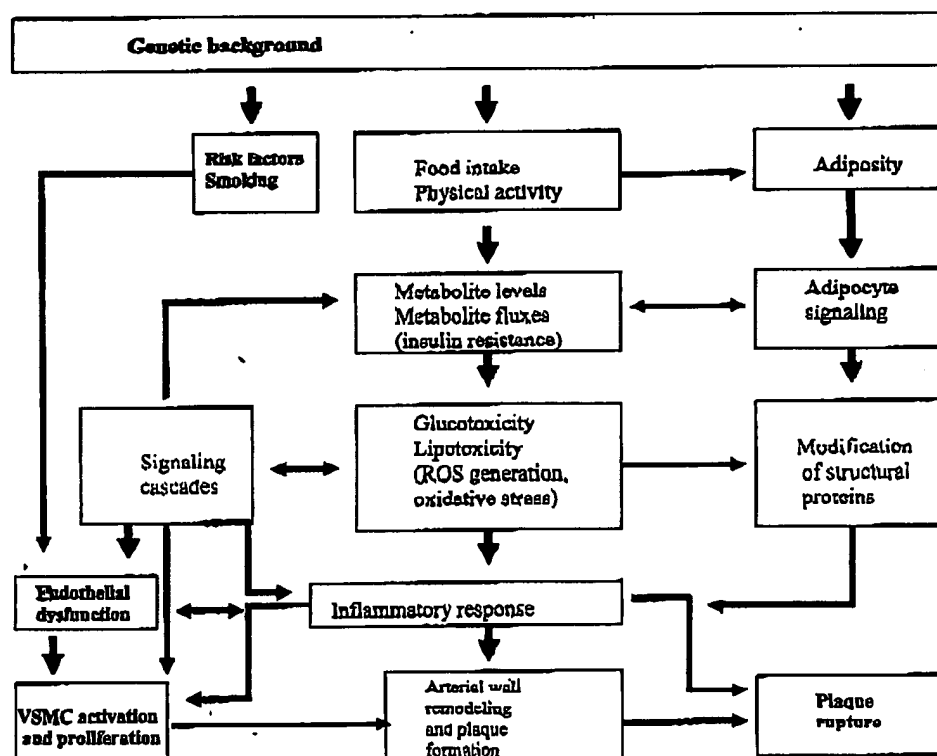 Genetic background
Risk factors
Smoking
Food intake
Physical activity
Adiposity
Metabolite levels
Metabolite fluxes
(insulin resistance)
Adipocyte
signaling
Signaling
cascades
Glucotoxicity
Lipotoxicity
(ROS generation,
oxidative stress)
Modification
of structural
proteins
Endothelial
dysfunction
Inflammatory response
VSMC activation
and proliferation
Arterial wall
remodeling
and plaque
formation
Plaque
rupture